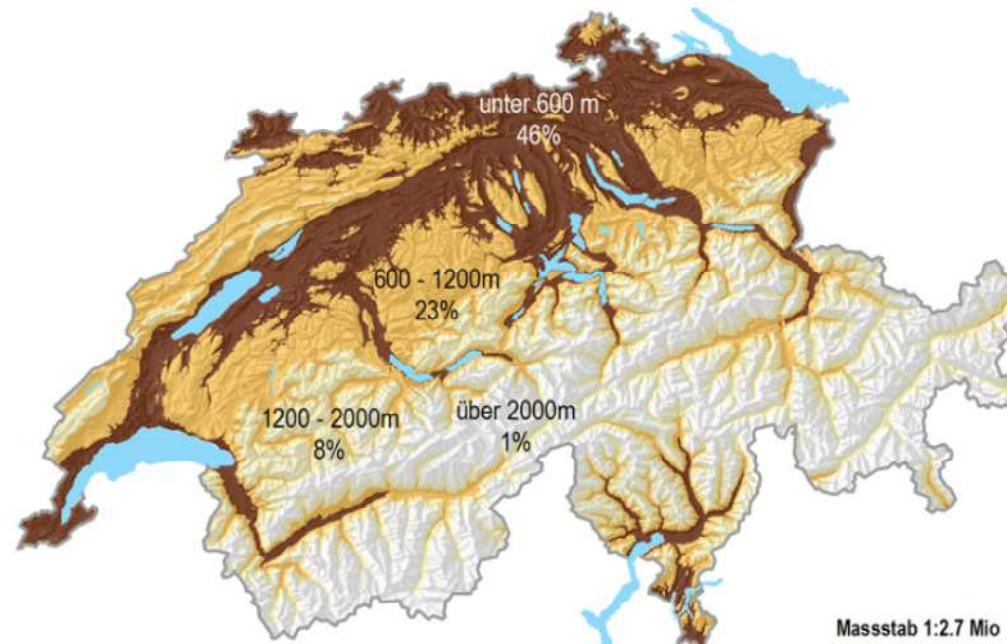 unter 600 m
46%
600 - 1200m
23%
1200 - 2000m
8%
über 2000m
1%
Massstab 1:2.7 Mio